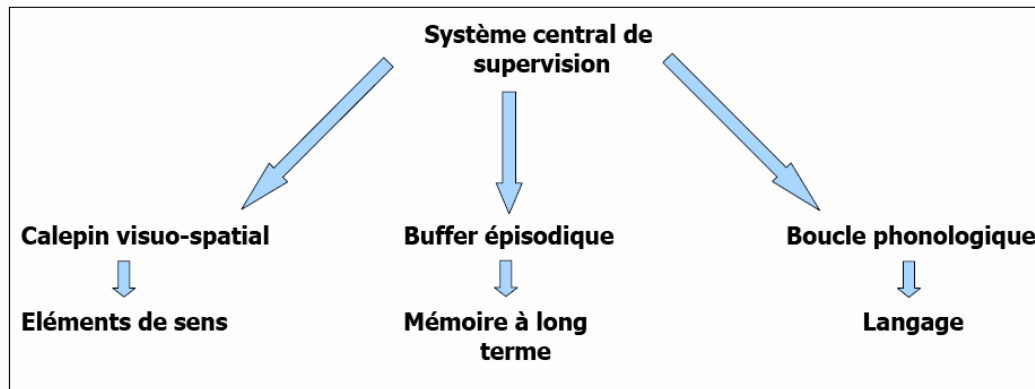 Système central de
supervision
Calepin visuo-spatial
Buffer épisodique
Boucle phonologique
Eléments de sens
Mémoire à long
terme
Langage